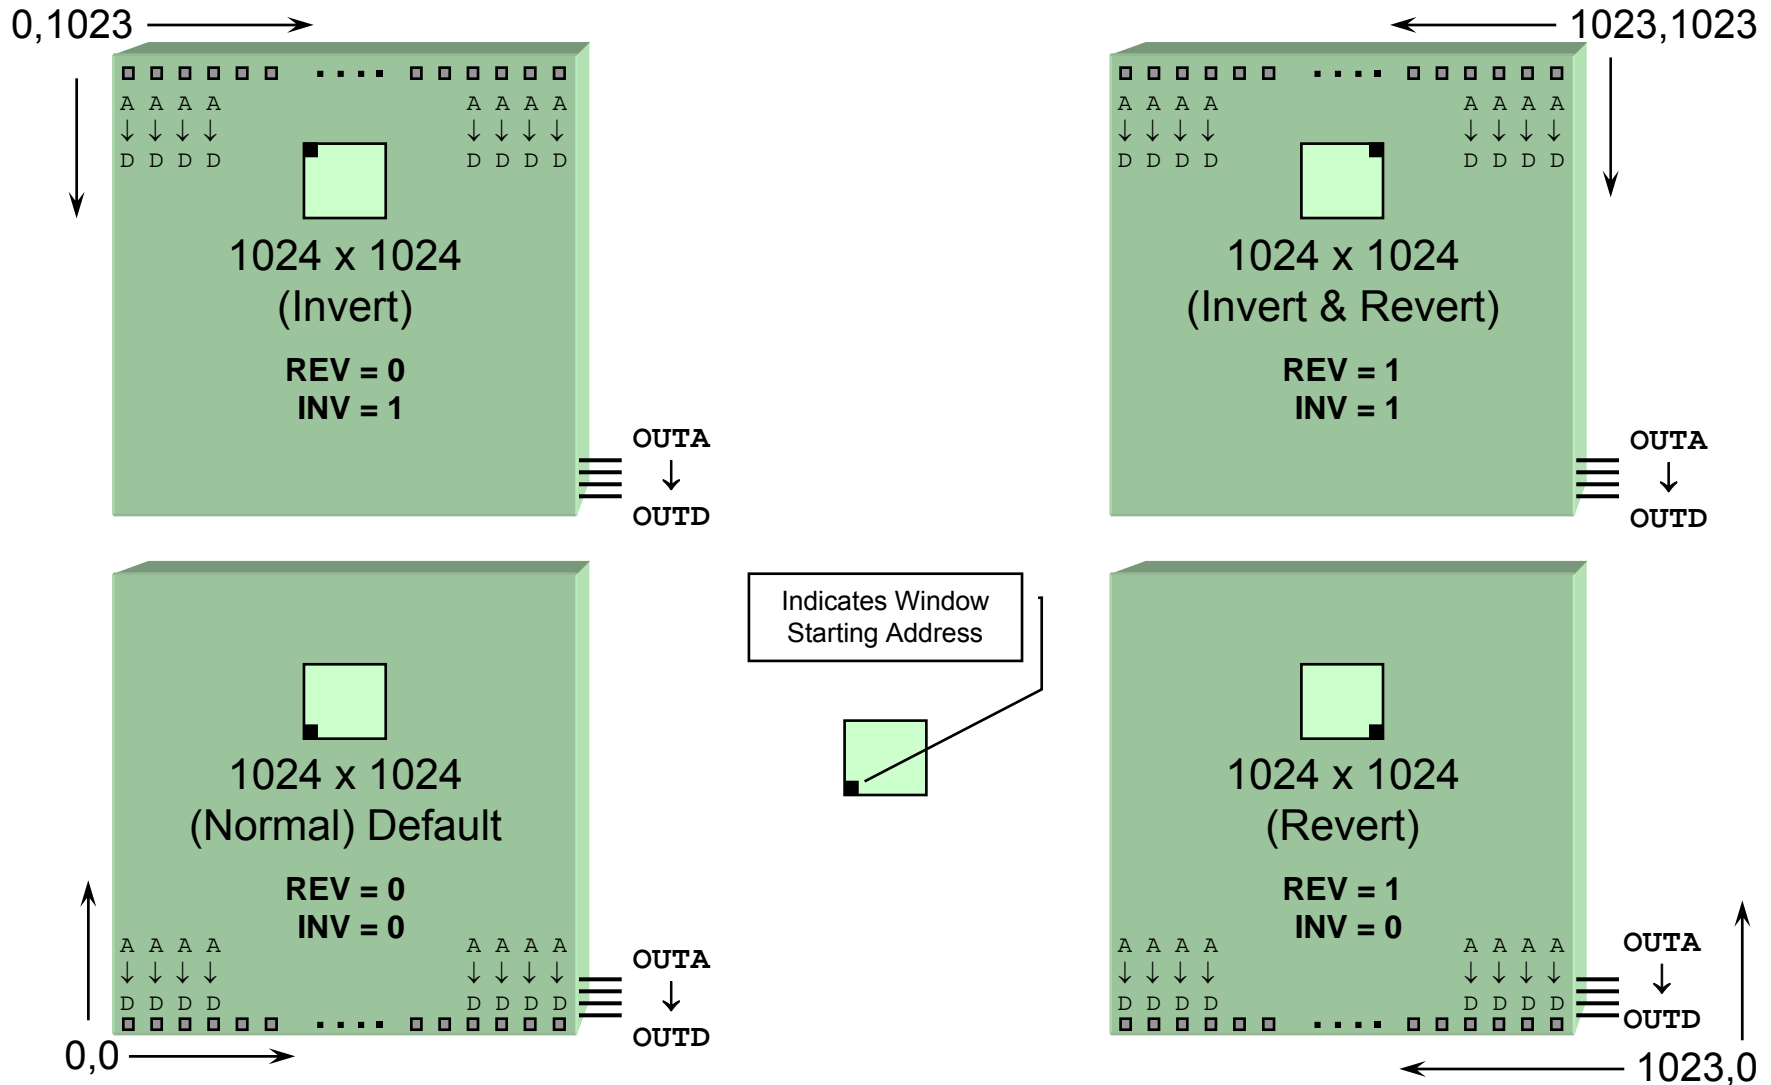 0,1023
1023,1023
A A A A A A A A
D D D D D D D D
1024 x 1024
(Invert)
REV = 0
INV = 1
OUTA
OUTD
A A A A A A A A
D D D D D D D D
1024 x 1024
(Invert & Revert)
REV = 1
INV = 1
OUTA
OUTD
Indicates Window
Starting Address
1024 x 1024
(Normal) Default
REV = 0
INV = 0
A A A A A A A A
D D D D D D D D
OUTA
OUTD
0,0
1024 x 1024
(Revert)
REV = 1
INV = 0
A A A A A A A A
D D D D D D D D
OUTA
OUTD
1023,0